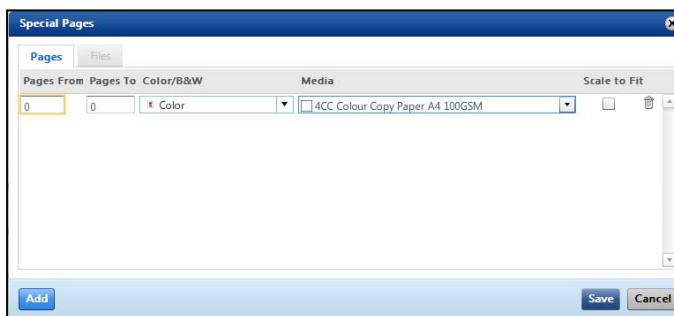 Special Pages
Pages Files
Pages From Pages To Color/B&W Media Scale to Fit
0 0 Color 4CC Colour Copy Paper A4 100GSM
Add Save Cancel